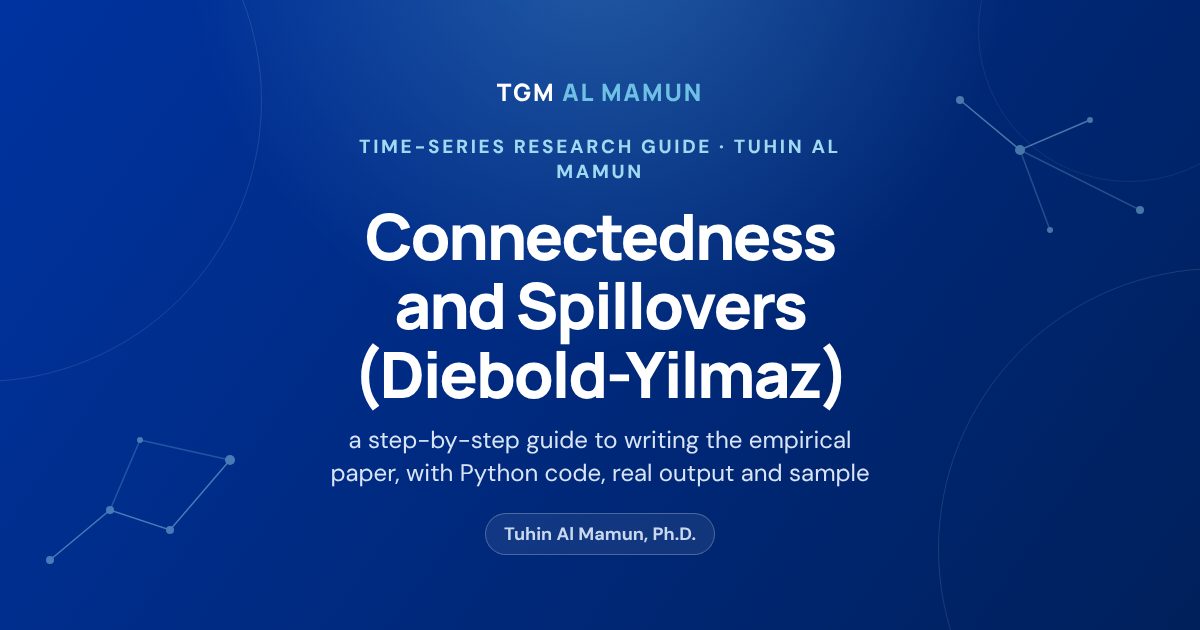 TGM AL MAMUN
TIME-SERIES RESEARCH GUIDE · TUHIN AL
MAMUN
Connectedness
and Spillovers
(Diebold-Yilmaz)
a step-by-step guide to writing the empirical
paper, with Python code, real output and sample
Tuhin Al Mamun, Ph.D.